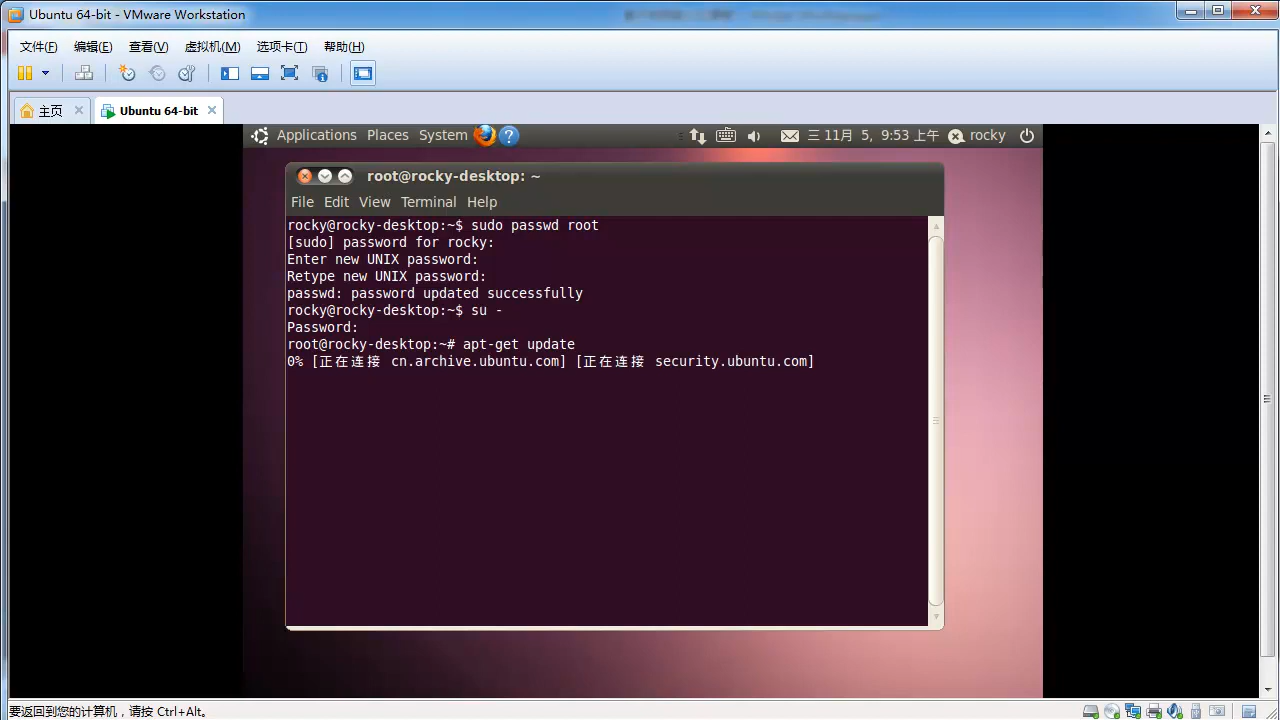 Ubuntu 64-bit - VMware Workstation
文件(F) 编辑(E) 查看(V) 虚拟机(M) 选项卡(T) 帮助(H)
主页 Ubuntu 64-bit
Applications Places System 三 11月 5, 9:53 上午 rocky
root@rocky-desktop: ~
File Edit View Terminal Help
rocky@rocky-desktop:~$ sudo passwd root
[sudo] password for rocky:
Enter new UNIX password:
Retype new UNIX password:
passwd: password updated successfully
rocky@rocky-desktop:~$ su -
Password:
root@rocky-desktop:~# apt-get update
0% [正在连接 cn.archive.ubuntu.com] [正在连接 security.ubuntu.com]
要返回到您的计算机，请按 Ctrl+Alt。